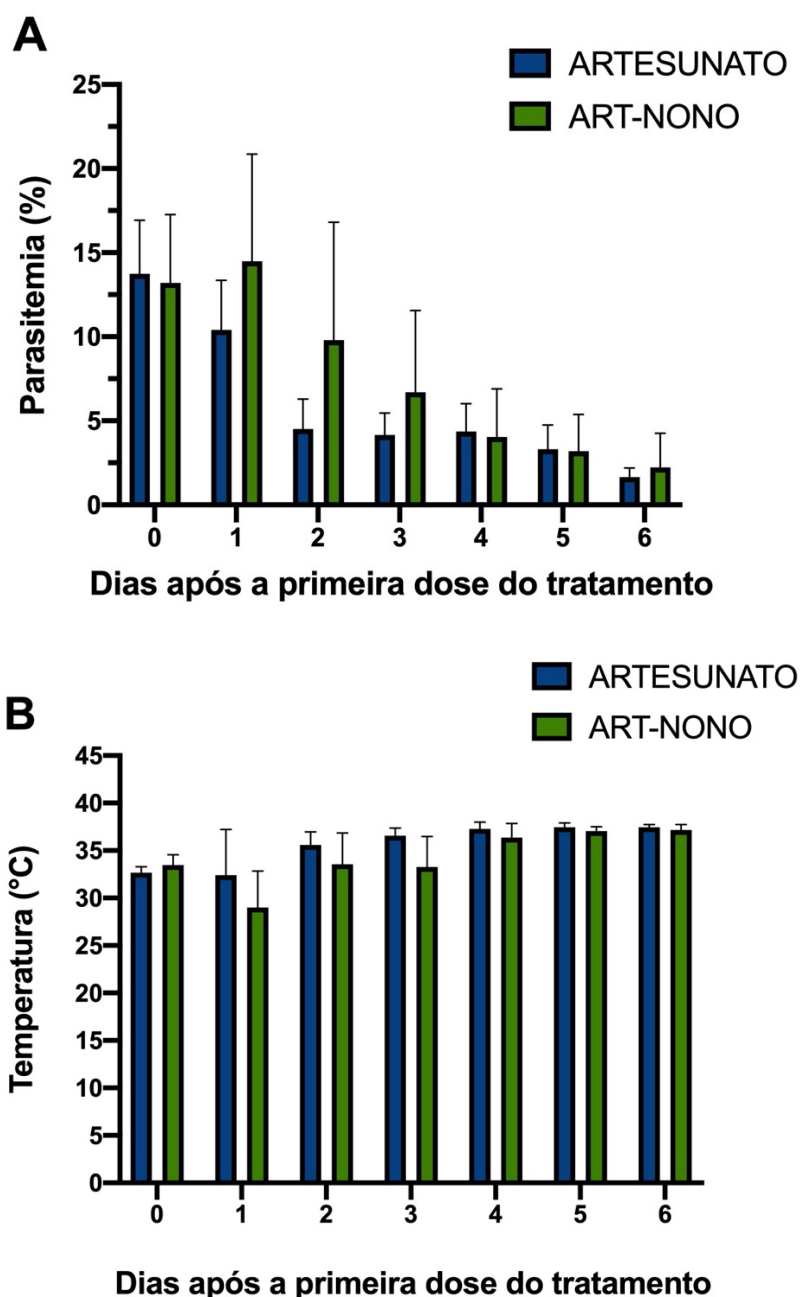 A
ARTESUNATO
ART-NONO
25
20
15
10
5
0
Parasitemia (%)
0 1 2 3 4 5 6
Dias após a primeira dose do tratamento
B
ARTESUNATO
ART-NONO
45
40
35
30
25
20
15
10
5
0
Temperatura (°C)
0 1 2 3 4 5 6
Dias após a primeira dose do tratamento